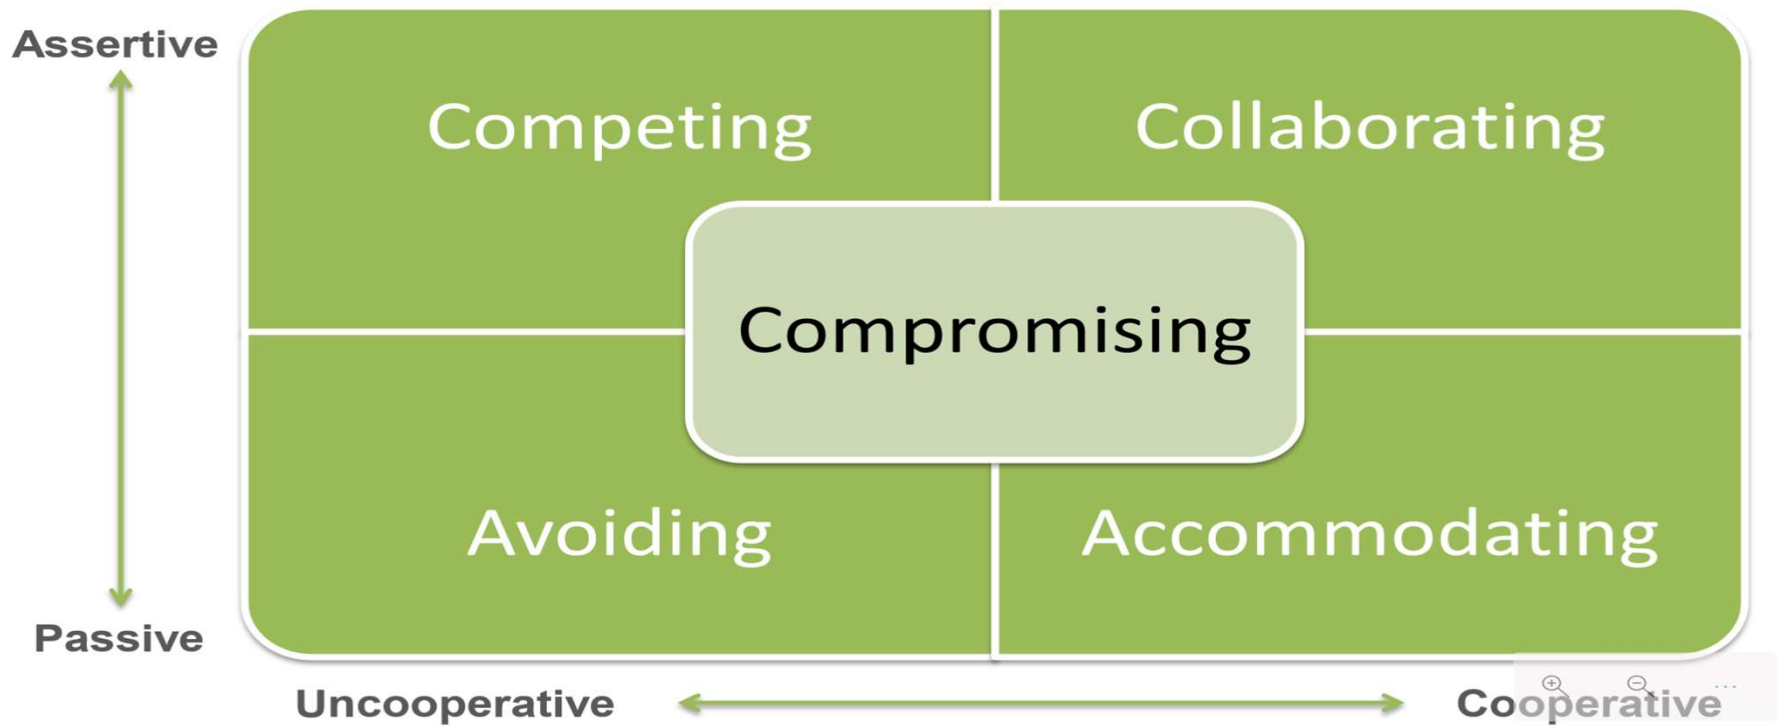 Assertive
Competing
Collaborating
Compromising
Avoiding
Accommodating
Passive
Uncooperative
Cooperative